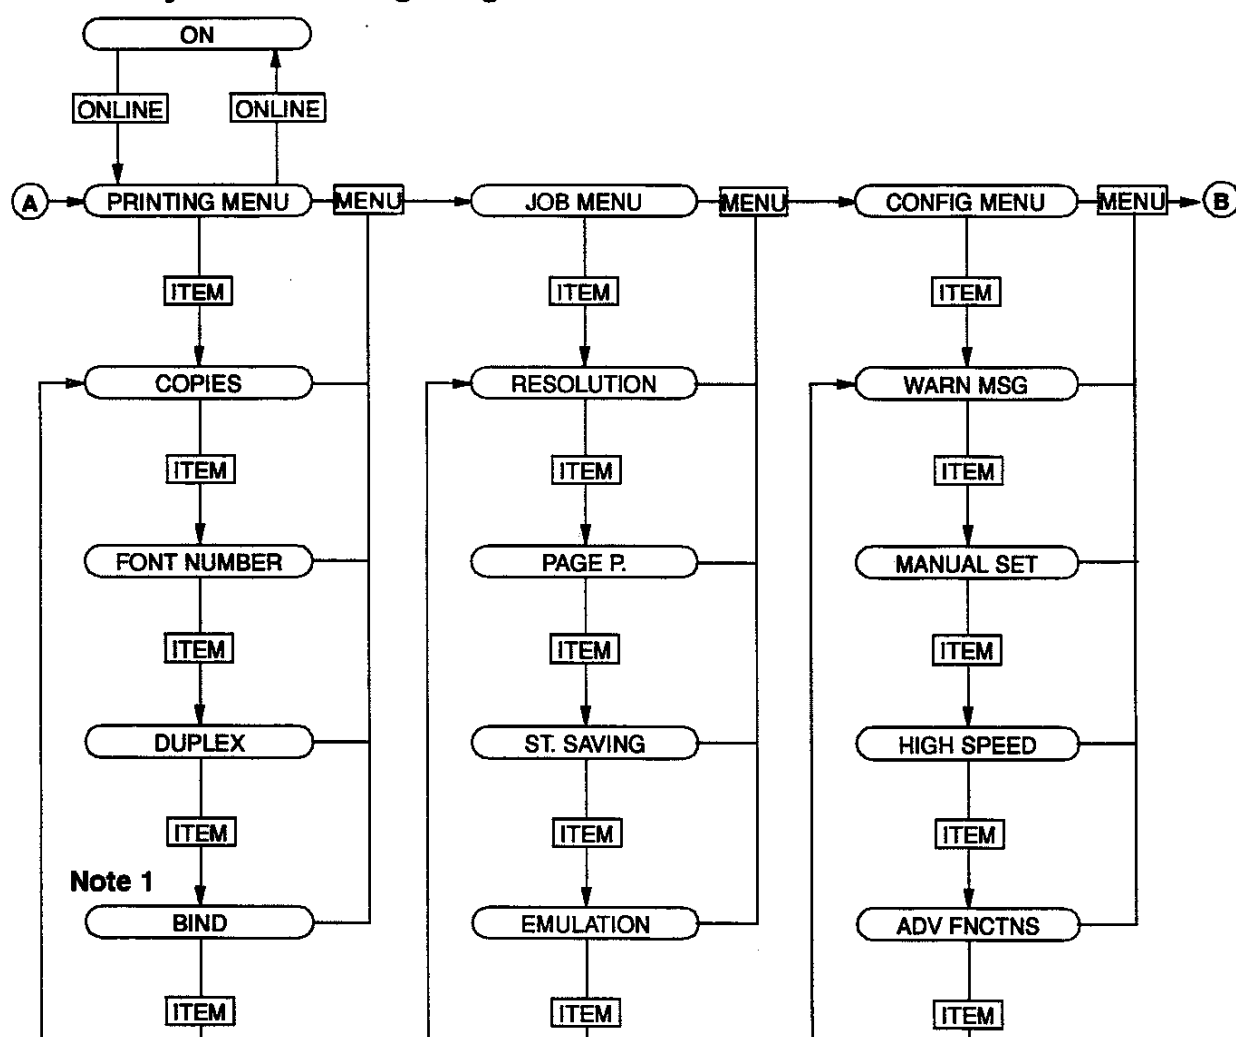 ON
ONLINE ONLINE
A PRINTING MENU MENU JOB MENU MENU CONFIG MENU MENU B
ITEM ITEM ITEM
COPIES RESOLUTION WARN MSG
ITEM ITEM ITEM
FONT NUMBER PAGE P. MANUAL SET
ITEM ITEM ITEM
DUPLEX ST. SAVING HIGH SPEED
ITEM ITEM ITEM
Note 1
BIND EMULATION ADV FNCTNS
ITEM ITEM ITEM